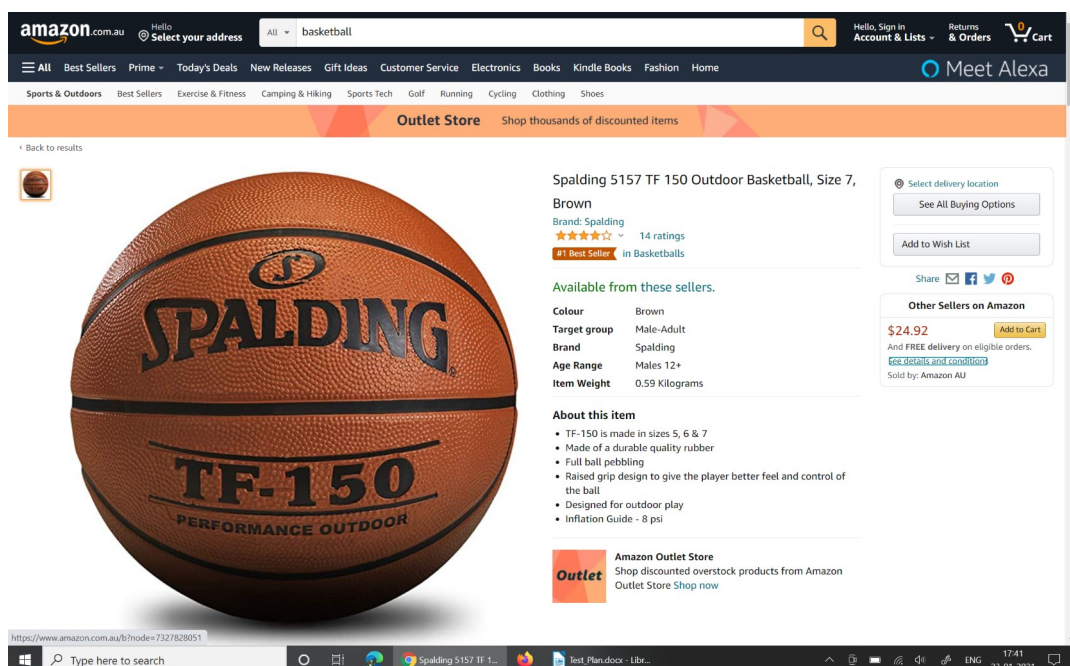 amazon.com.au
Hello
Select your address
All
basketball
Hello, Sign in
Account & Lists
Returns
& Orders
0
Cart
All Best Sellers Prime Today's Deals New Releases Gift Ideas Customer Service Electronics Books Kindle Books Fashion Home
Meet Alexa
Sports & Outdoors Best Sellers Exercise & Fitness Camping & Hiking Sports Tech Golf Running Cycling Clothing Shoes
Outlet Store Shop thousands of discounted items
‹ Back to results
S
SPALDING®
TF-150
PERFORMANCE OUTDOOR
Spalding 5157 TF 150 Outdoor Basketball, Size 7,
Brown
Brand: Spalding
14 ratings
#1 Best Seller in Basketballs
Available from these sellers.
Colour Brown
Target group Male-Adult
Brand Spalding
Age Range Males 12+
Item Weight 0.59 Kilograms
About this item
• TF-150 is made in sizes 5, 6 & 7
• Made of a durable quality rubber
• Full ball pebbling
• Raised grip design to give the player better feel and control of
the ball
• Designed for outdoor play
• Inflation Guide - 8 psi
Outlet
Amazon Outlet Store
Shop discounted overstock products from Amazon
Outlet Store Shop now
Select delivery location
See All Buying Options
Add to Wish List
Share
Other Sellers on Amazon
$24.92
Add to Cart
And FREE delivery on eligible orders.
See details and conditions
Sold by: Amazon AU
https://www.amazon.com.au/b?node=7327828051
Type here to search
Spalding 5157 TF 1...
Test_Plan.docx - Libr...
ENG
17:41